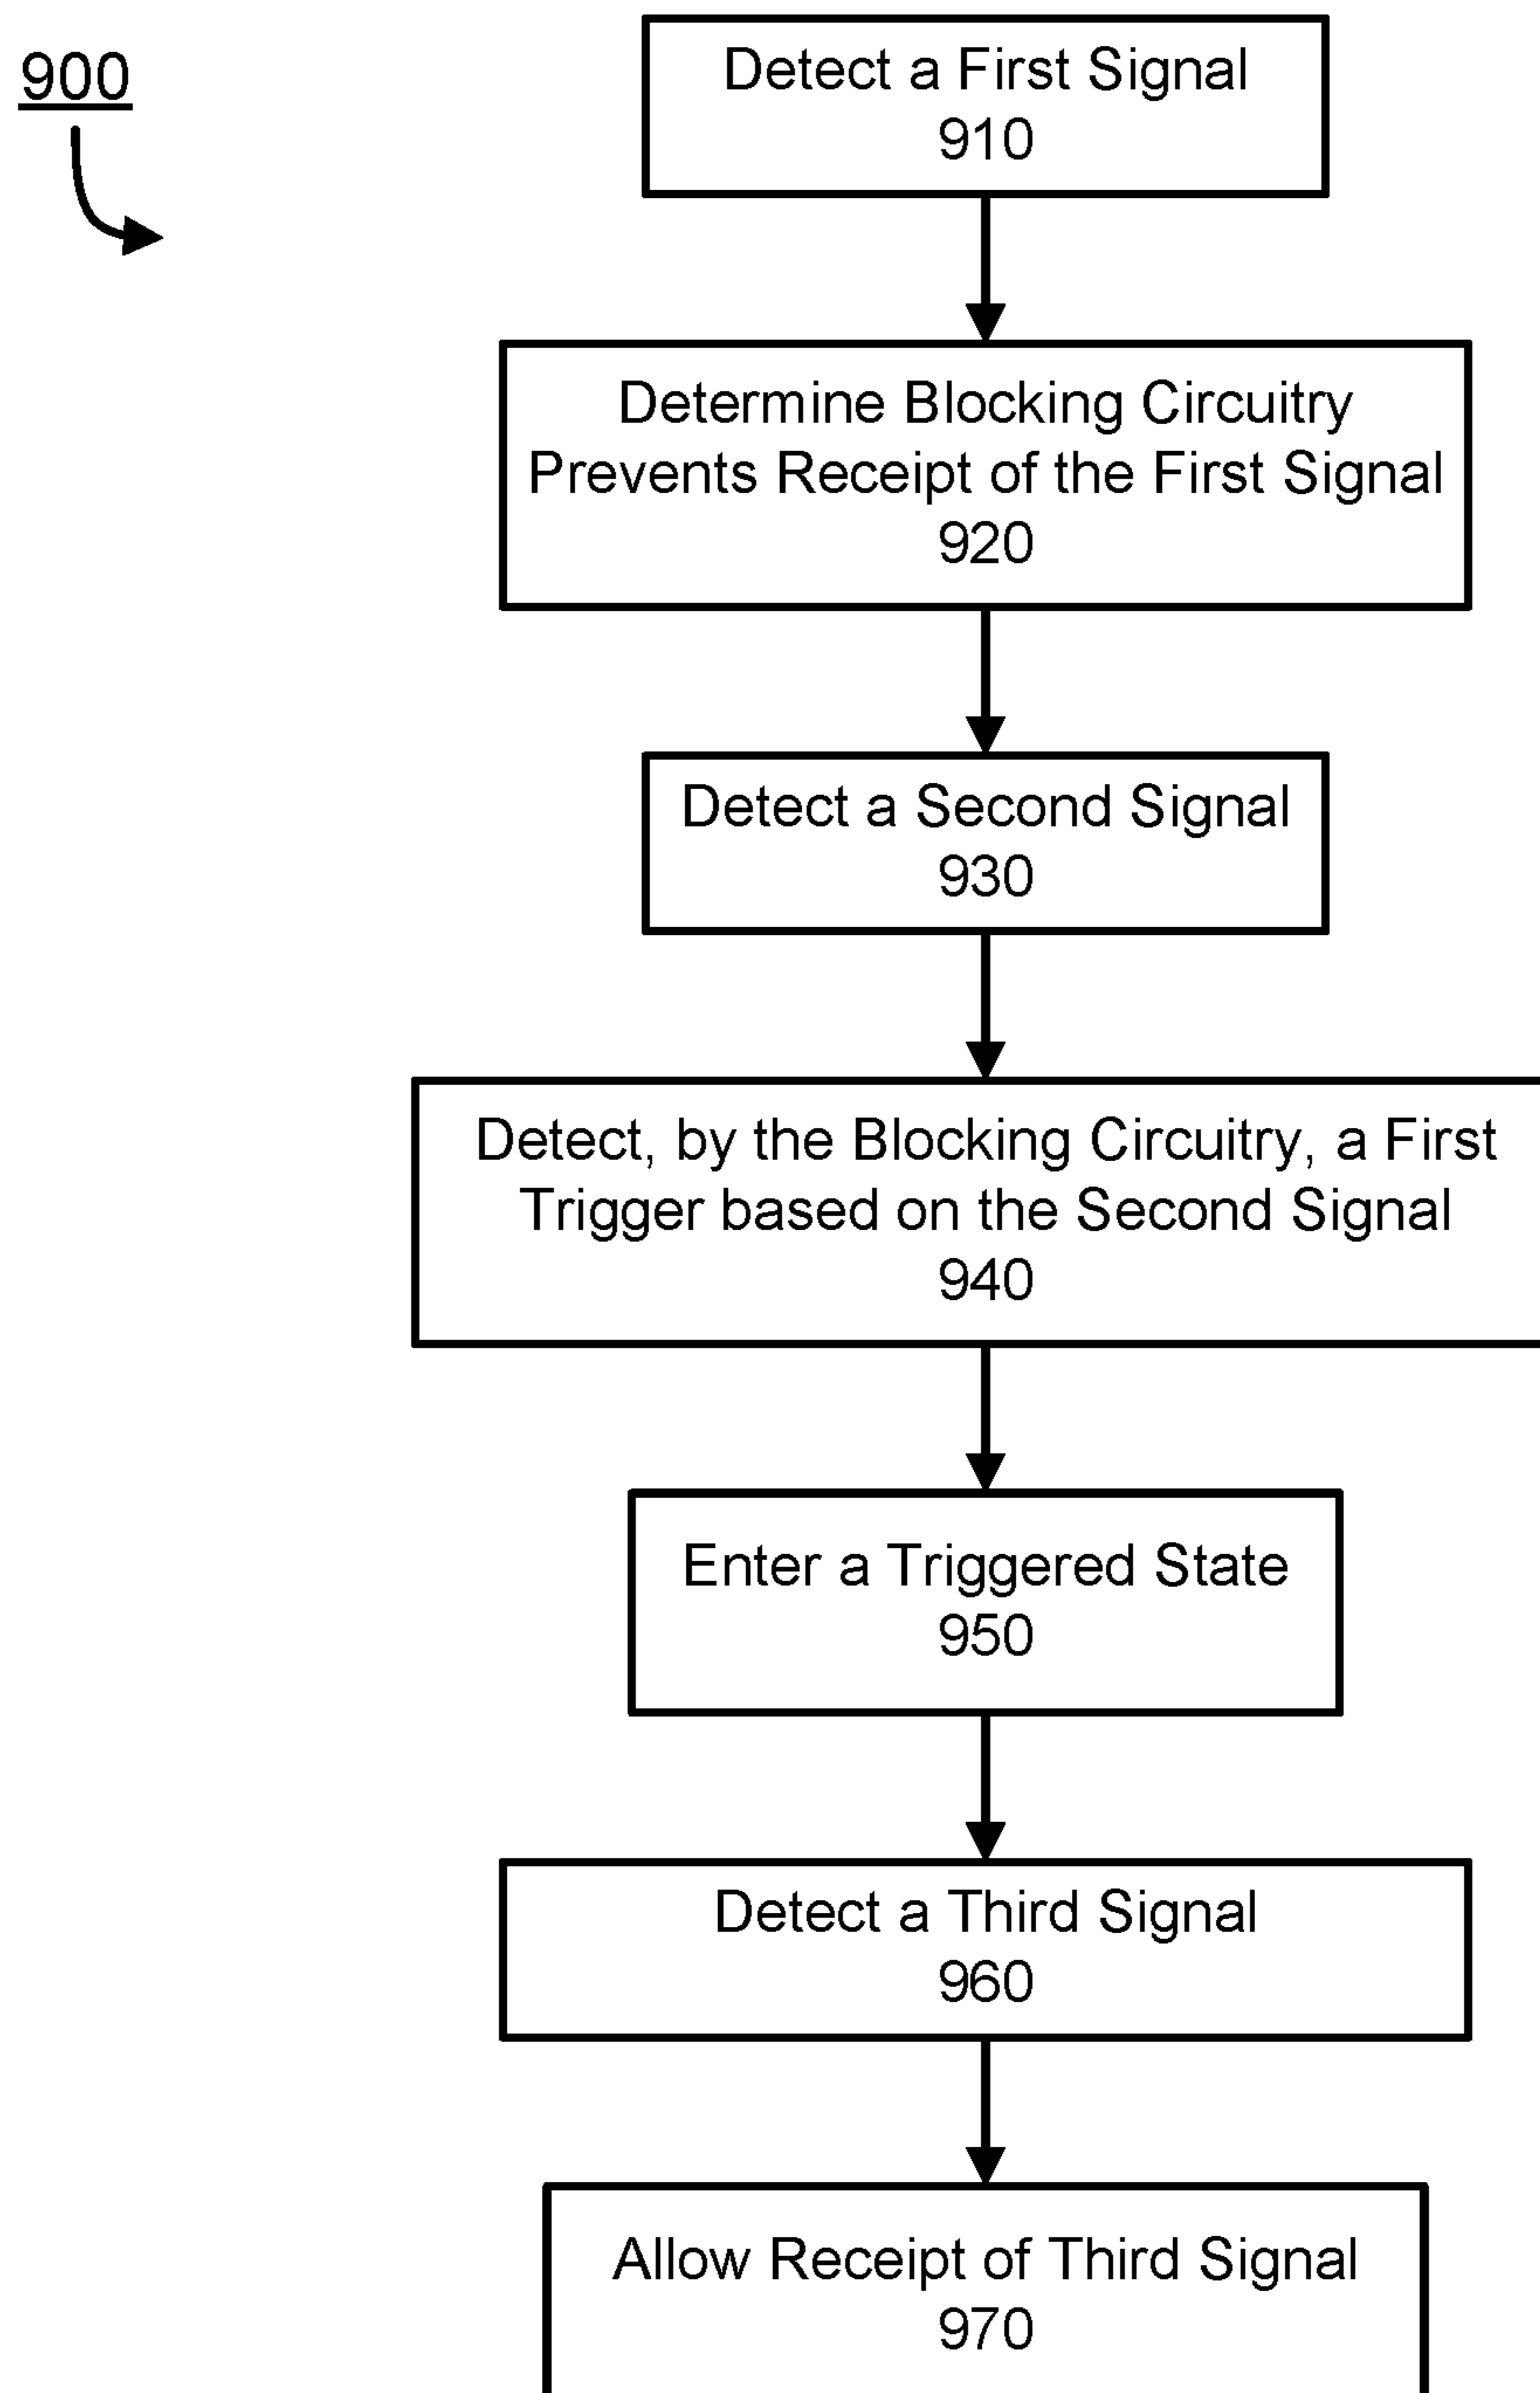 900
Detect a First Signal
910
Determine Blocking Circuitry
Prevents Receipt of the First Signal
920
Detect a Second Signal
930
Detect, by the Blocking Circuitry, a First
Trigger based on the Second Signal
940
Enter a Triggered State
950
Detect a Third Signal
960
Allow Receipt of Third Signal
970